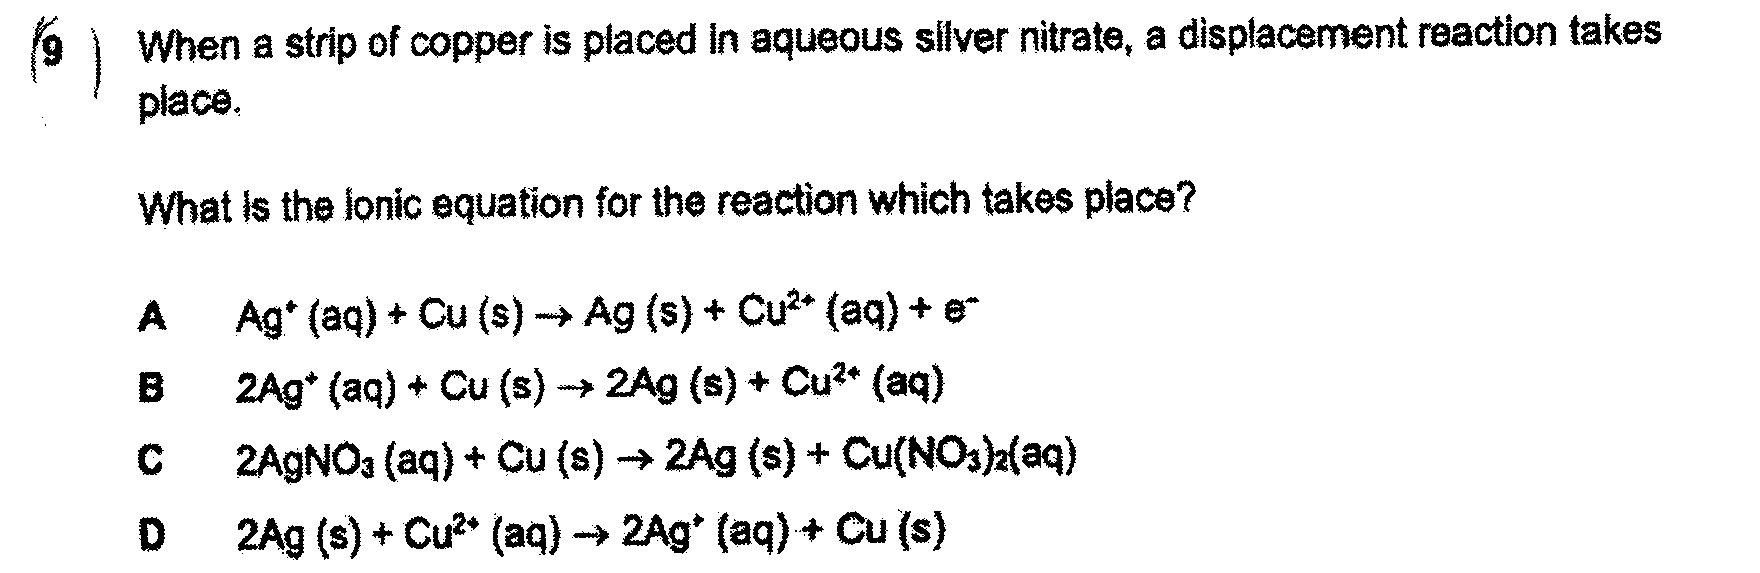 (9) When a strip of copper is placed in aqueous silver nitrate, a displacement reaction takes
place.
What is the ionic equation for the reaction which takes place?
A Ag⁺ (aq) + Cu (s) → Ag (s) + Cu²⁺ (aq) + e⁻
B 2Ag⁺ (aq) + Cu (s) → 2Ag (s) + Cu²⁺ (aq)
C 2AgNO₃ (aq) + Cu (s) → 2Ag (s) + Cu(NO₃)₂(aq)
D 2Ag (s) + Cu²⁺ (aq) → 2Ag⁺ (aq) + Cu (s)